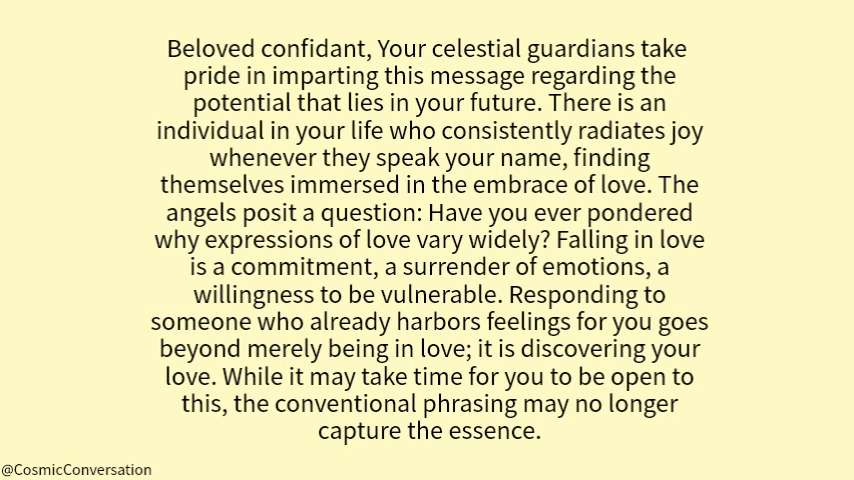 Beloved confidant, Your celestial guardians take
pride in imparting this message regarding the
potential that lies in your future. There is an
individual in your life who consistently radiates joy
whenever they speak your name, finding
themselves immersed in the embrace of love. The
angels posit a question: Have you ever pondered
why expressions of love vary widely? Falling in love
is a commitment, a surrender of emotions, a
willingness to be vulnerable. Responding to
someone who already harbors feelings for you goes
beyond merely being in love; it is discovering your
love. While it may take time for you to be open to
this, the conventional phrasing may no longer
capture the essence.
@CosmicConversation